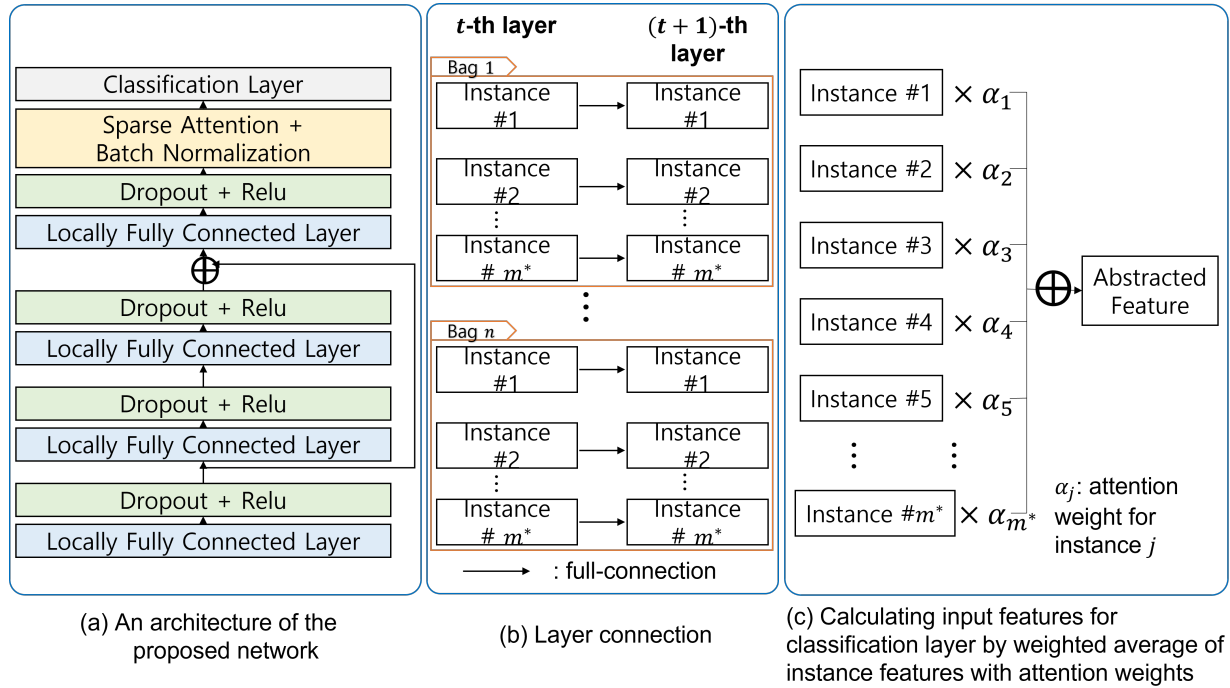 Classification Layer
Sparse Attention +
Batch Normalization
Dropout + Relu
Locally Fully Connected Layer
⊕
Dropout + Relu
Locally Fully Connected Layer
Dropout + Relu
Locally Fully Connected Layer
Dropout + Relu
Locally Fully Connected Layer
(a) An architecture of the
proposed network
t-th layer
(t + 1)-th
layer
Bag 1
Instance
#1
Instance
#1
Instance
#2
Instance
#2
⋮
⋮
Instance
# m*
Instance
# m*
⋮
Bag n
Instance
#1
Instance
#1
Instance
#2
Instance
#2
⋮
⋮
Instance
# m*
Instance
# m*
: full-connection
(b) Layer connection
Instance #1 × α₁
Instance #2 × α₂
Instance #3 × α₃
Instance #4 × α₄
Instance #5 × α₅
⋮ ⋮
Instance #m* × αm*
⊕
Abstracted
Feature
αj: attention
weight for
instance j
(c) Calculating input features for
classification layer by weighted average of
instance features with attention weights